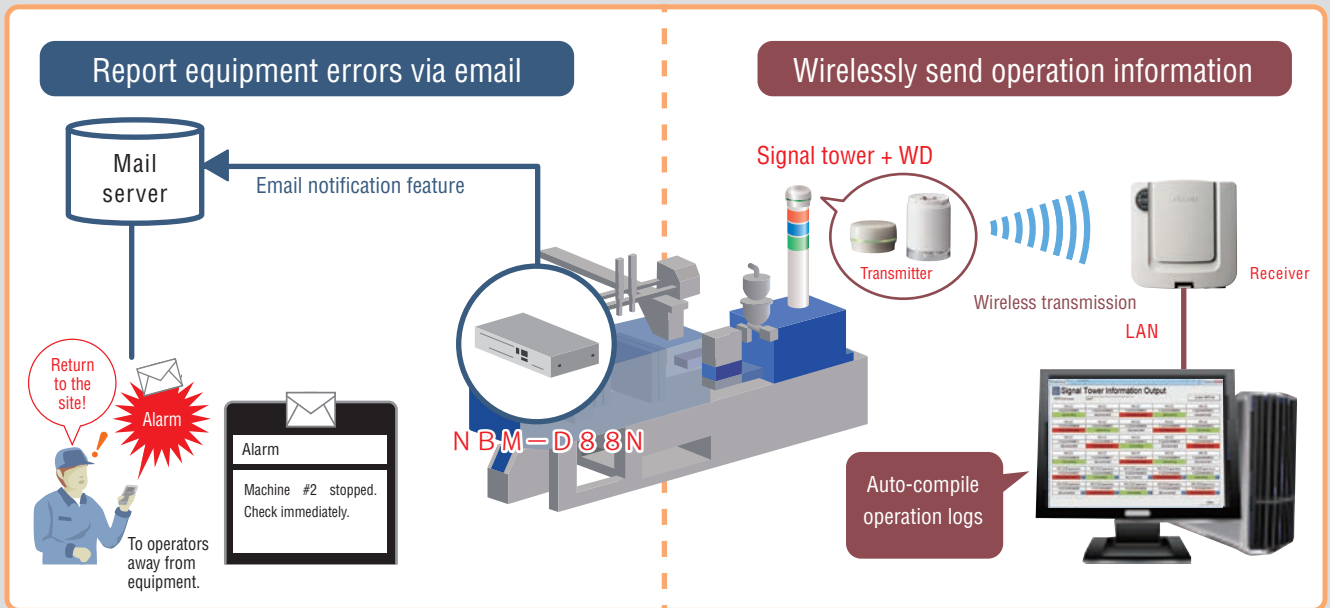 Report equipment errors via email
Mail
server
Email notification feature
Return
to the
site!
Alarm
Alarm
Machine #2 stopped.
Check immediately.
To operators
away from
equipment.
NBM-D88N
Wirelessly send operation information
Signal tower + WD
Transmitter
Wireless transmission
Receiver
LAN
Signal Tower Information Output
Auto-compile
operation logs